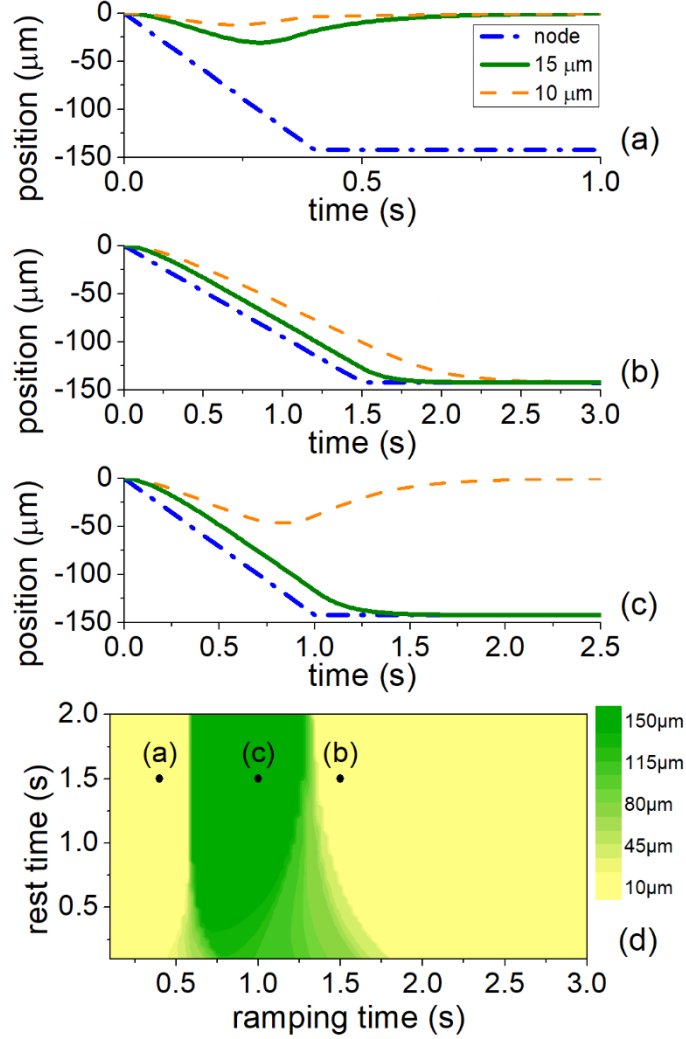 0
-50
-100
-150
position (μm)
node
15 μm
10 μm
(a)
0.0
0.5
1.0
time (s)
0
-50
-100
-150
position (μm)
(b)
0.0
0.5
1.0
1.5
2.0
2.5
3.0
time (s)
0
-50
-100
-150
position (μm)
(c)
0.0
0.5
1.0
1.5
2.0
2.5
time (s)
2.0
1.5
1.0
0.5
rest time (s)
(a)
(c)
(b)
150μm
115μm
80μm
45μm
10μm
(d)
0.5
1.0
1.5
2.0
2.5
3.0
ramping time (s)